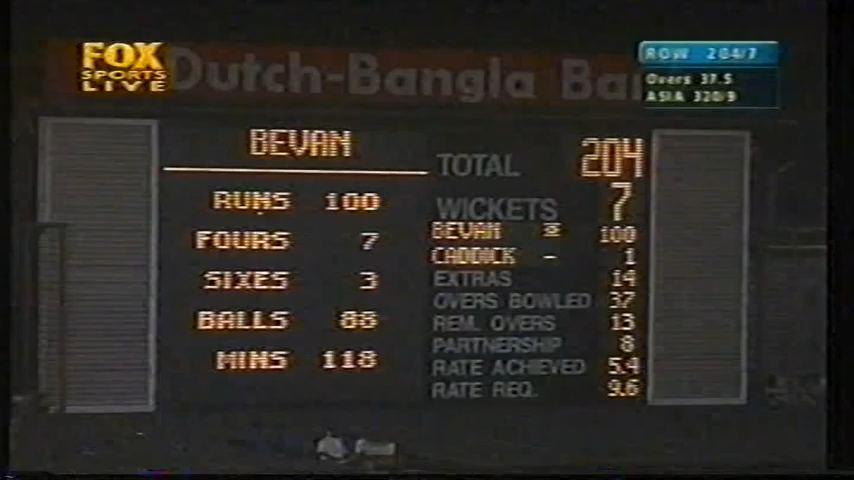 FOX
SPORTS
LIVE
Dutch-Bangla Ba
ROW 204/7
Overs 37.5
ASIA 320/9
BEVAN
RUNS 100
FOURS 7
SIXES 3
BALLS 88
MINS 118
TOTAL 204
WICKETS 7
BEVAN * 100
CADDICK - 1
EXTRAS 14
OVERS BOWLED 37
REM. OVERS 13
PARTNERSHIP 8
RATE ACHIEVED 5.4
RATE REQ. 9.6